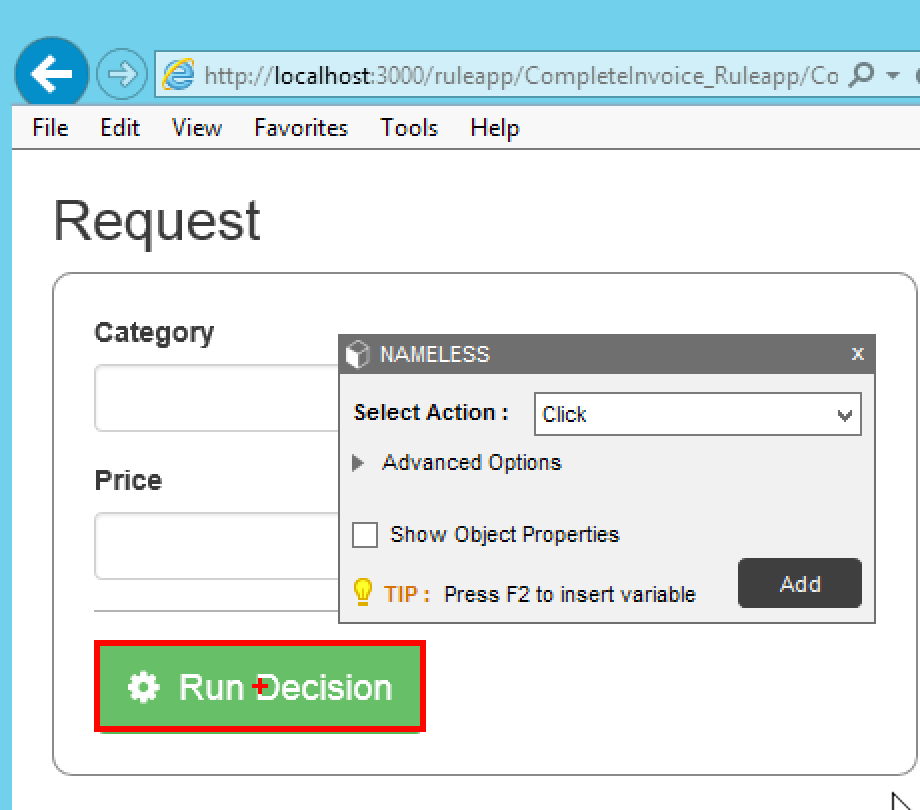 http://localhost:3000/ruleapp/CompleteInvoice_Ruleapp/Co
File Edit View Favorites Tools Help
Request
Category
NAMELESS x
Select Action : Click
Advanced Options
Price
Show Object Properties
TIP : Press F2 to insert variable
Add
Run Decision